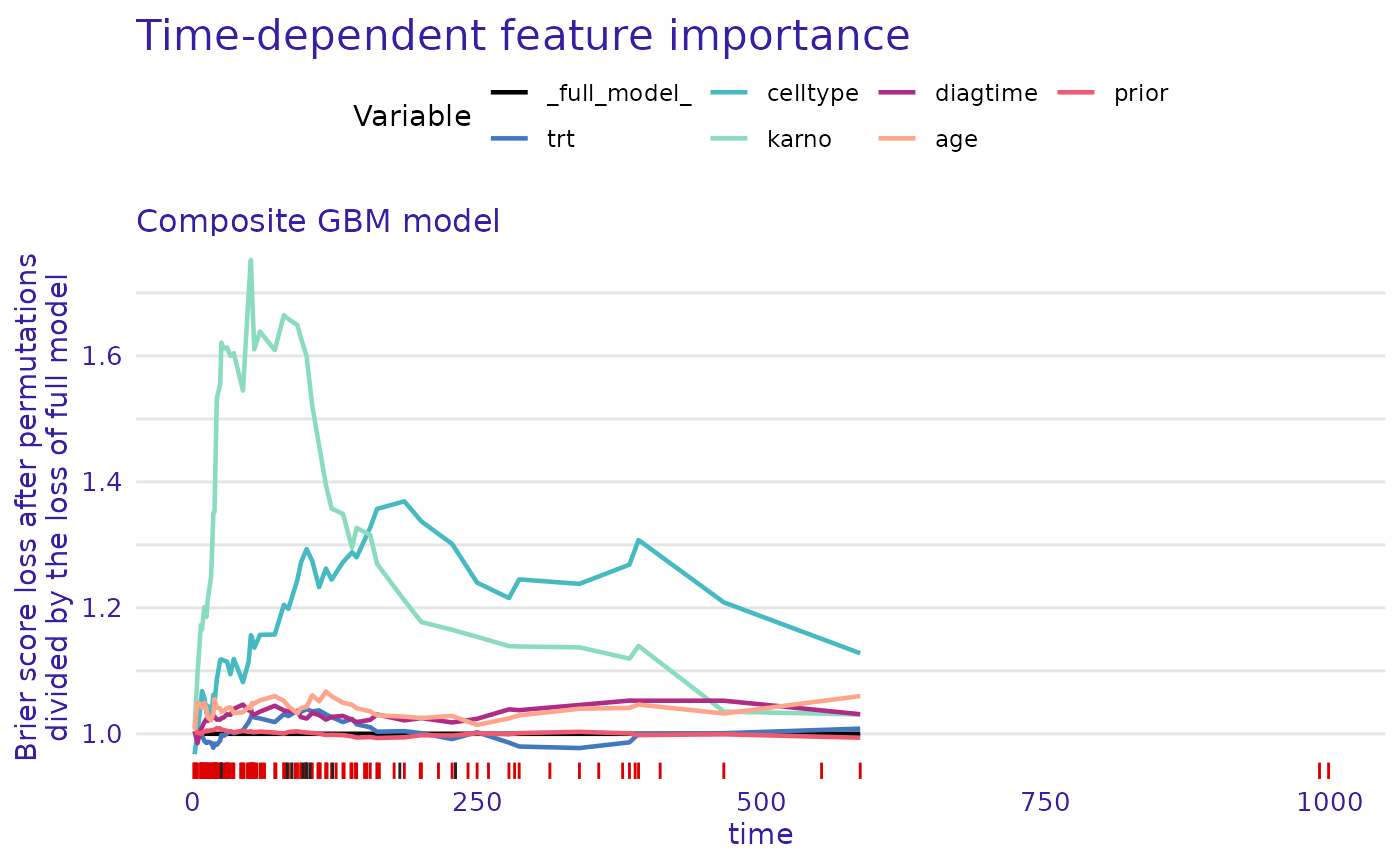 Time-dependent feature importance
Variable
_full_model_ celltype diagtime prior
trt karno age
Composite GBM model
Brier score loss after permutations
divided by the loss of full model
1.6
1.4
1.2
1.0
0 250 500 750 1000
time